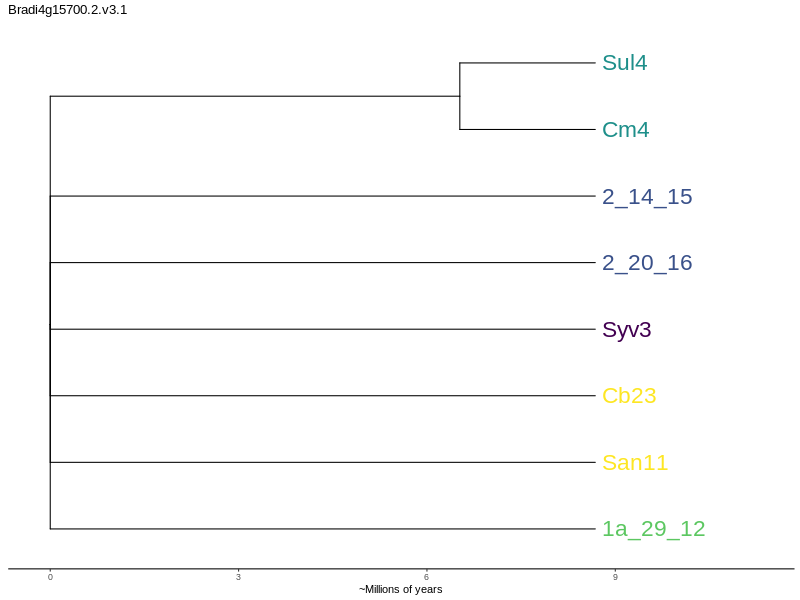 Bradi4g15700.2.v3.1
Sul4
Cm4
2_14_15
2_20_16
Syv3
Cb23
San11
1a_29_12
0 3 6 9
~Millions of years